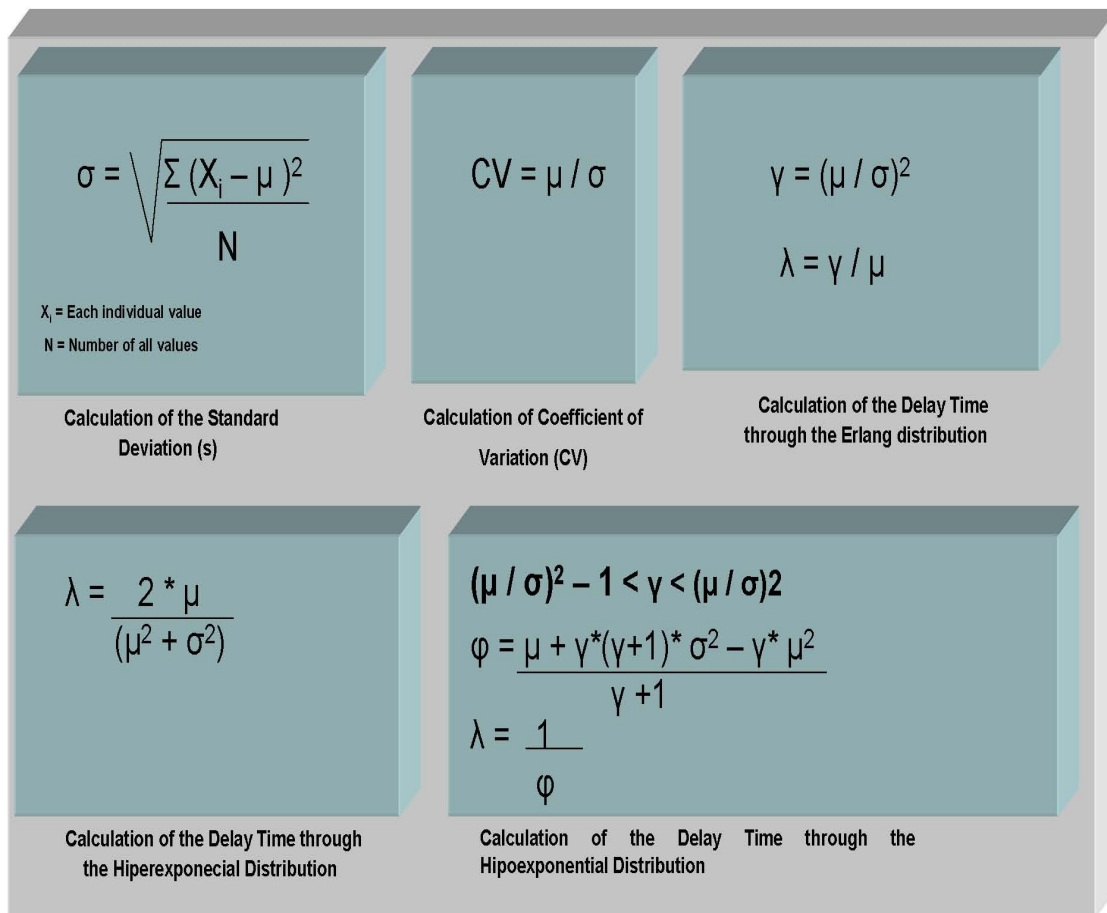 σ = √ Σ (Xi – µ )²
N
Xi = Each individual value
N = Number of all values
Calculation of the Standard
Deviation (s)
CV = µ / σ
Calculation of Coefficient of
Variation (CV)
γ = (µ / σ)²
λ = γ / µ
Calculation of the Delay Time
through the Erlang distribution
λ = 2 * µ
(µ² + σ²)
Calculation of the Delay Time through
the Hiperexponecial Distribution
(µ / σ)² – 1 < γ < (µ / σ)2
φ = µ + γ*(γ+1)* σ² – γ* µ²
γ +1
λ = 1
φ
Calculation of the Delay Time through the
Hipoexponential Distribution